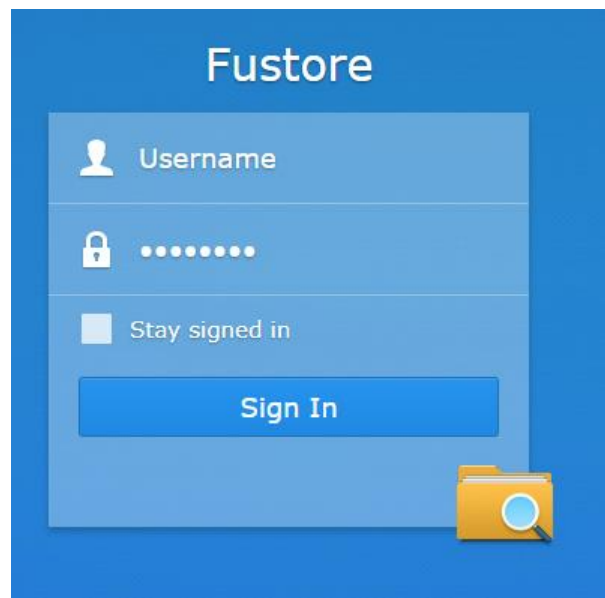 Fustore
Username
••••••••
Stay signed in
Sign In